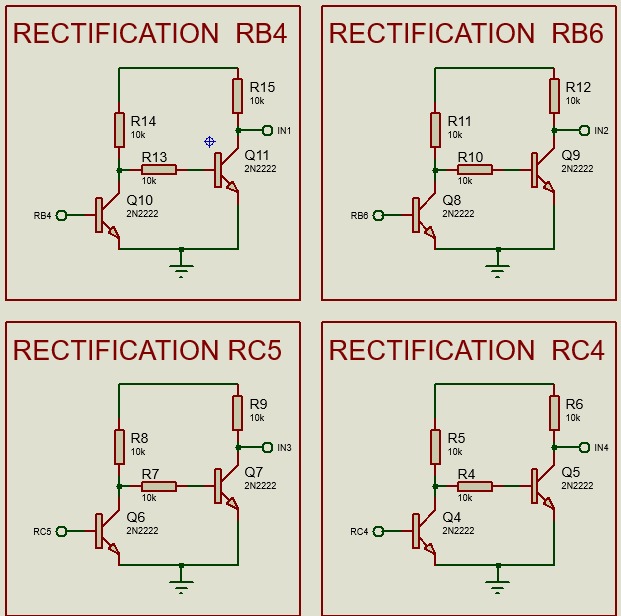 RECTIFICATION RB4
R15
10k
R14
10k
IN1
R13
10k
Q11
2N2222
Q10
2N2222
RB4
RECTIFICATION RB6
R12
10k
R11
10k
IN2
R10
10k
Q9
2N2222
Q8
2N2222
RB6
RECTIFICATION RC5
R9
10k
R8
10k
IN3
R7
10k
Q7
2N2222
Q6
2N2222
RC5
RECTIFICATION RC4
R6
10k
R5
10k
IN4
R4
10k
Q5
2N2222
Q4
2N2222
RC4